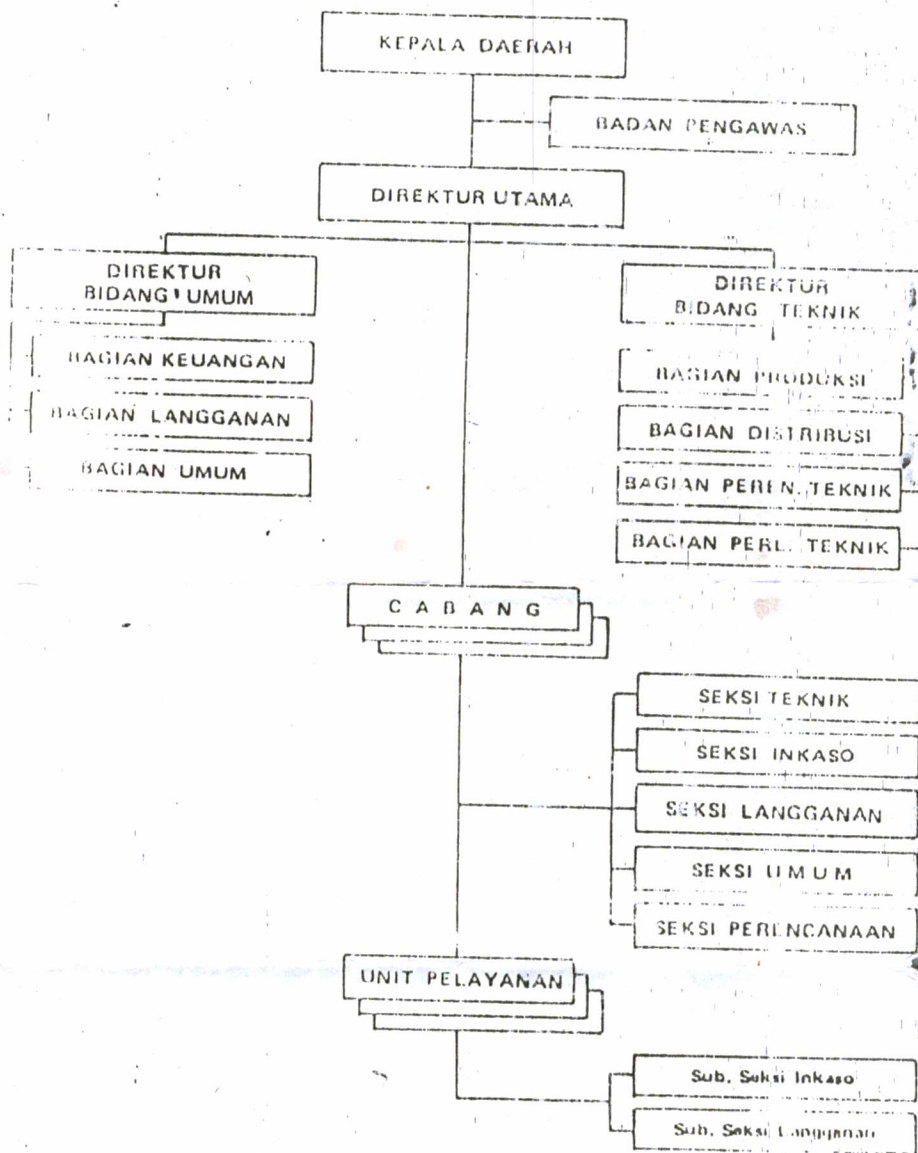 KEPALA DAERAH
BADAN PENGAWAS
DIREKTUR UTAMA
DIREKTUR
BIDANG UMUM
BAGIAN KEUANGAN
BAGIAN LANGGANAN
BAGIAN UMUM
DIREKTUR
BIDANG TEKNIK
BAGIAN PRODUKSI
BAGIAN DISTRIBUSI
BAGIAN PEREN. TEKNIK
BAGIAN PERL. TEKNIK
CABANG
SEKSI TEKNIK
SEKSI INKASO
SEKSI LANGGANAN
SEKSI UMUM
SEKSI PERENCANAAN
UNIT PELAYANAN
Sub. Seksi Inkaso
Sub. Seksi Langganan